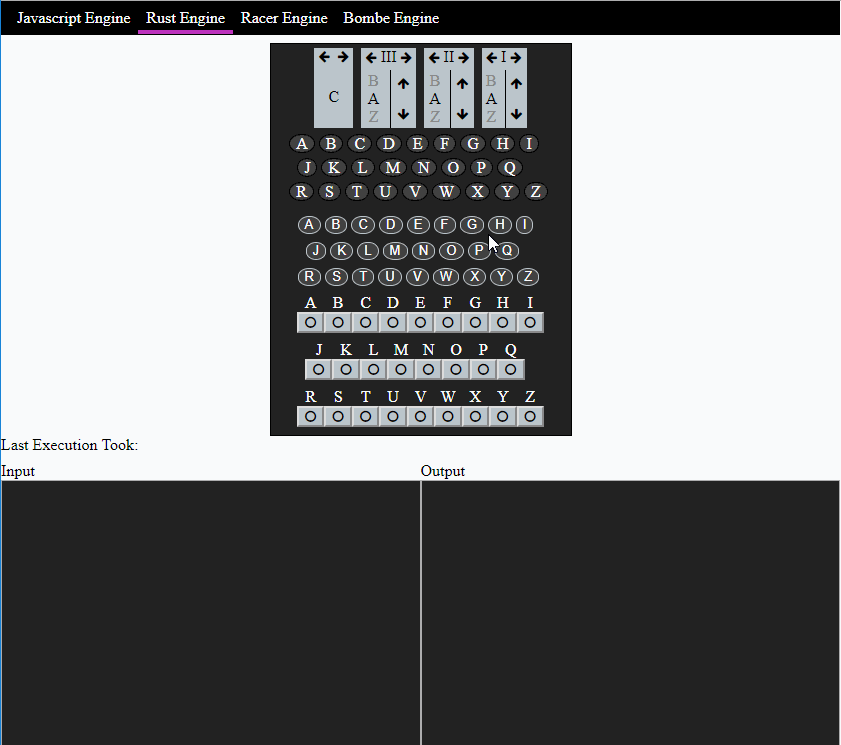 Javascript Engine Rust Engine Racer Engine Bombe Engine
III II I
B B B
C A A A
Z Z Z
A B C D E F G H I
J K L M N O P Q
R S T U V W X Y Z
A B C D E F G H I
J K L M N O P Q
R S T U V W X Y Z
A B C D E F G H I
J K L M N O P Q
R S T U V W X Y Z
Last Execution Took:
Input Output